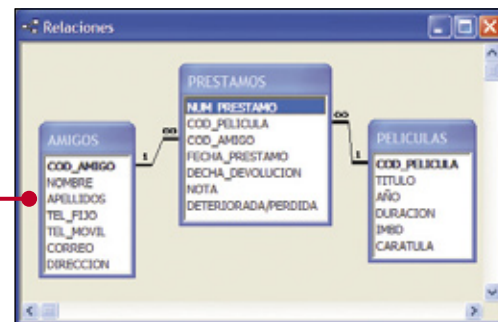 Relaciones
AMIGOS
COD_AMIGO
NOMBRE
APELLIDOS
TEL_FIJO
TEL_MOVIL
CORREO
DIRECCION
1
∞
PRESTAMOS
NUM_PRESTAMO
COD_PELICULA
COD_AMIGO
FECHA_PRESTAMO
DECHA_DEVOLUCION
NOTA
DETERIORADA/PERDIDA
∞
1
PELICULAS
COD_PELICULA
TITULO
AÑO
DURACION
IMBD
CARATULA